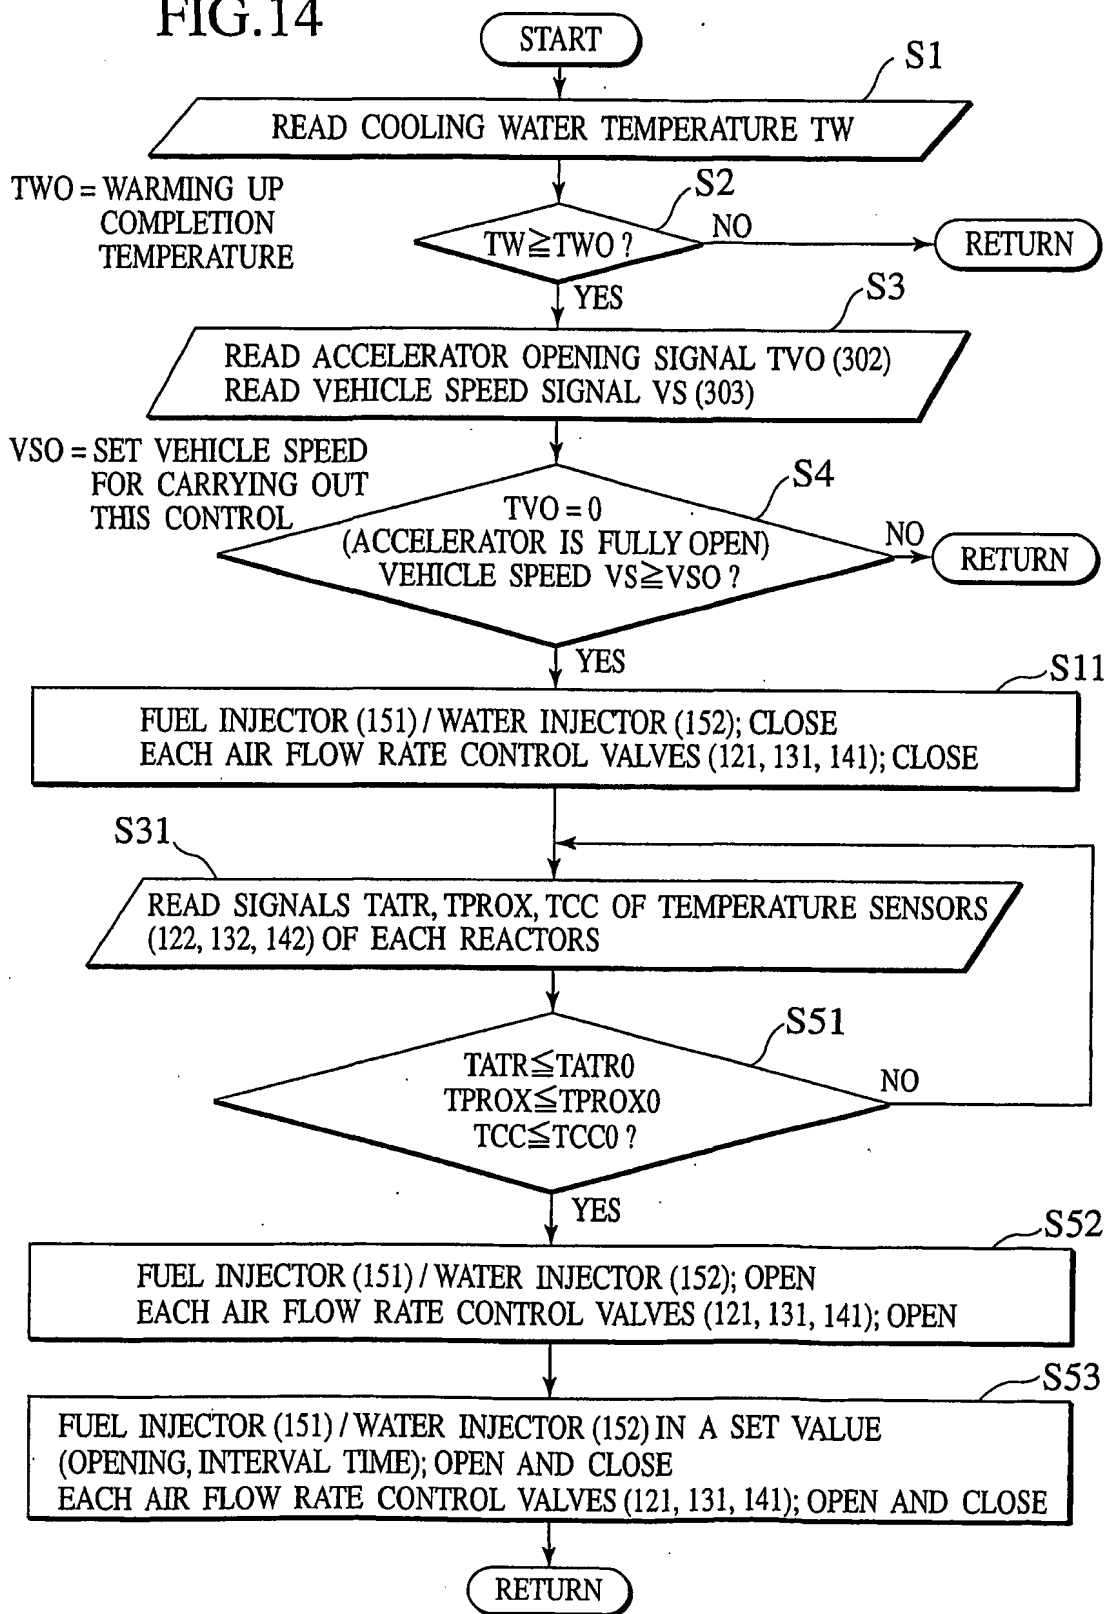 FIG.14
START
S1
READ COOLING WATER TEMPERATURE TW
TWO = WARMING UP
COMPLETION
TEMPERATURE
S2
TW≧TWO ?
NO
RETURN
YES
S3
READ ACCELERATOR OPENING SIGNAL TVO (302)
READ VEHICLE SPEED SIGNAL VS (303)
VSO = SET VEHICLE SPEED
FOR CARRYING OUT
THIS CONTROL
S4
TVO = 0
(ACCELERATOR IS FULLY OPEN)
VEHICLE SPEED VS≧VSO ?
NO
RETURN
YES
S11
FUEL INJECTOR (151) / WATER INJECTOR (152); CLOSE
EACH AIR FLOW RATE CONTROL VALVES (121, 131, 141); CLOSE
S31
READ SIGNALS TATR, TPROX, TCC OF TEMPERATURE SENSORS
(122, 132, 142) OF EACH REACTORS
S51
TATR≦TATR0
TPROX≦TPROX0
TCC≦TCC0 ?
NO
YES
S52
FUEL INJECTOR (151) / WATER INJECTOR (152); OPEN
EACH AIR FLOW RATE CONTROL VALVES (121, 131, 141); OPEN
S53
FUEL INJECTOR (151) / WATER INJECTOR (152) IN A SET VALUE
(OPENING, INTERVAL TIME); OPEN AND CLOSE
EACH AIR FLOW RATE CONTROL VALVES (121, 131, 141); OPEN AND CLOSE
RETURN